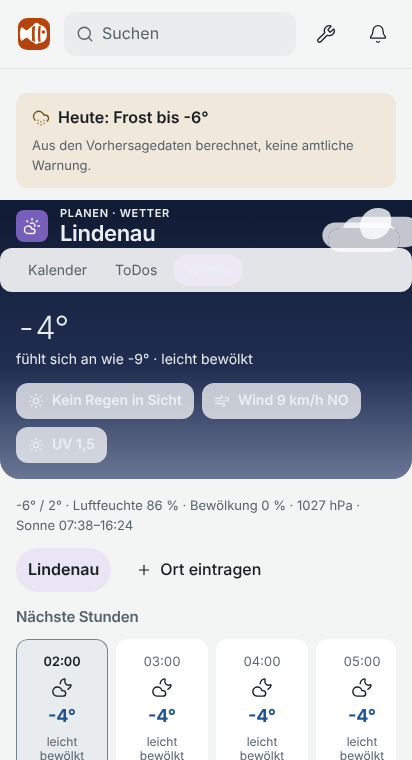 Suchen
Heute: Frost bis -6°
Aus den Vorhersagedaten berechnet, keine amtliche
Warnung.
PLANEN · WETTER
Lindenau
Kalender ToDos Wetter
-4°
fühlt sich an wie -9° · leicht bewölkt
Kein Regen in Sicht Wind 9 km/h NO
UV 1,5
-6° / 2° · Luftfeuchte 86 % · Bewölkung 0 % · 1027 hPa ·
Sonne 07:38–16:24
Lindenau + Ort eintragen
Nächste Stunden
02:00 03:00 04:00 05:00
-4° -4° -4° -4°
leicht leicht leicht leicht
bewölkt bewölkt bewölkt bewölkt